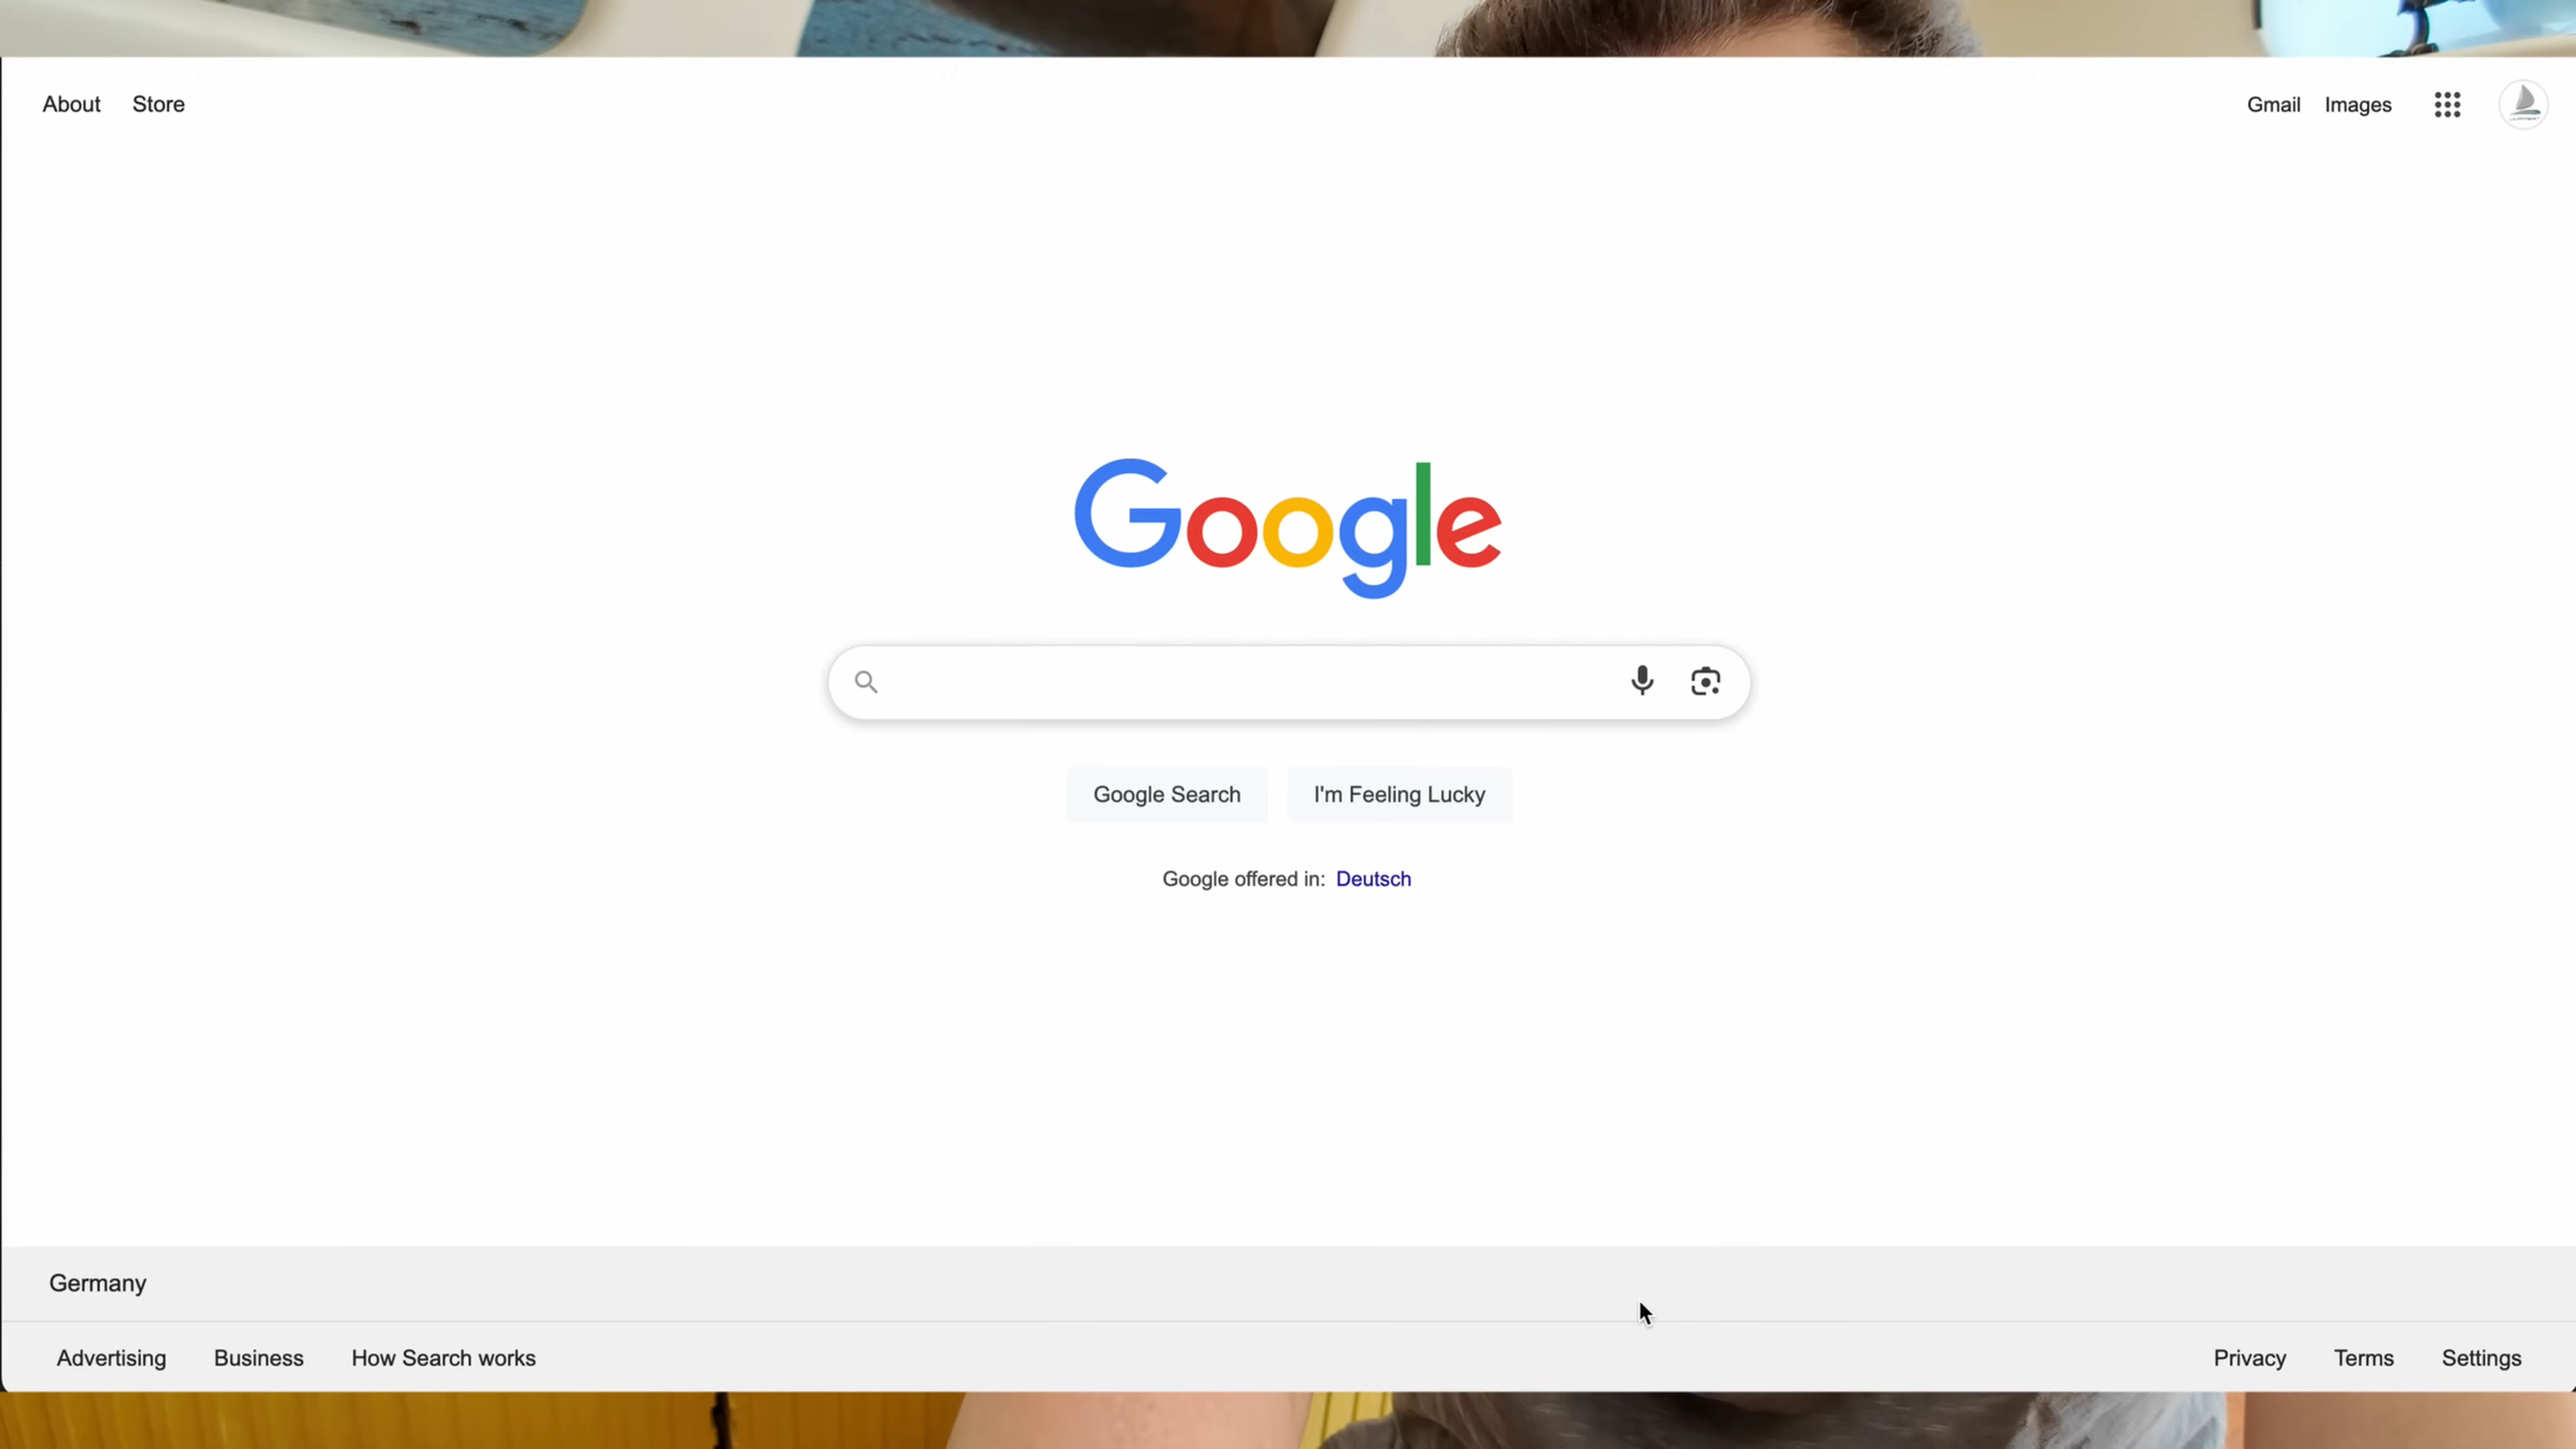 About Store Gmail Images
Google
Google Search I'm Feeling Lucky
Google offered in: Deutsch
Germany
Advertising Business How Search works Privacy Terms Settings